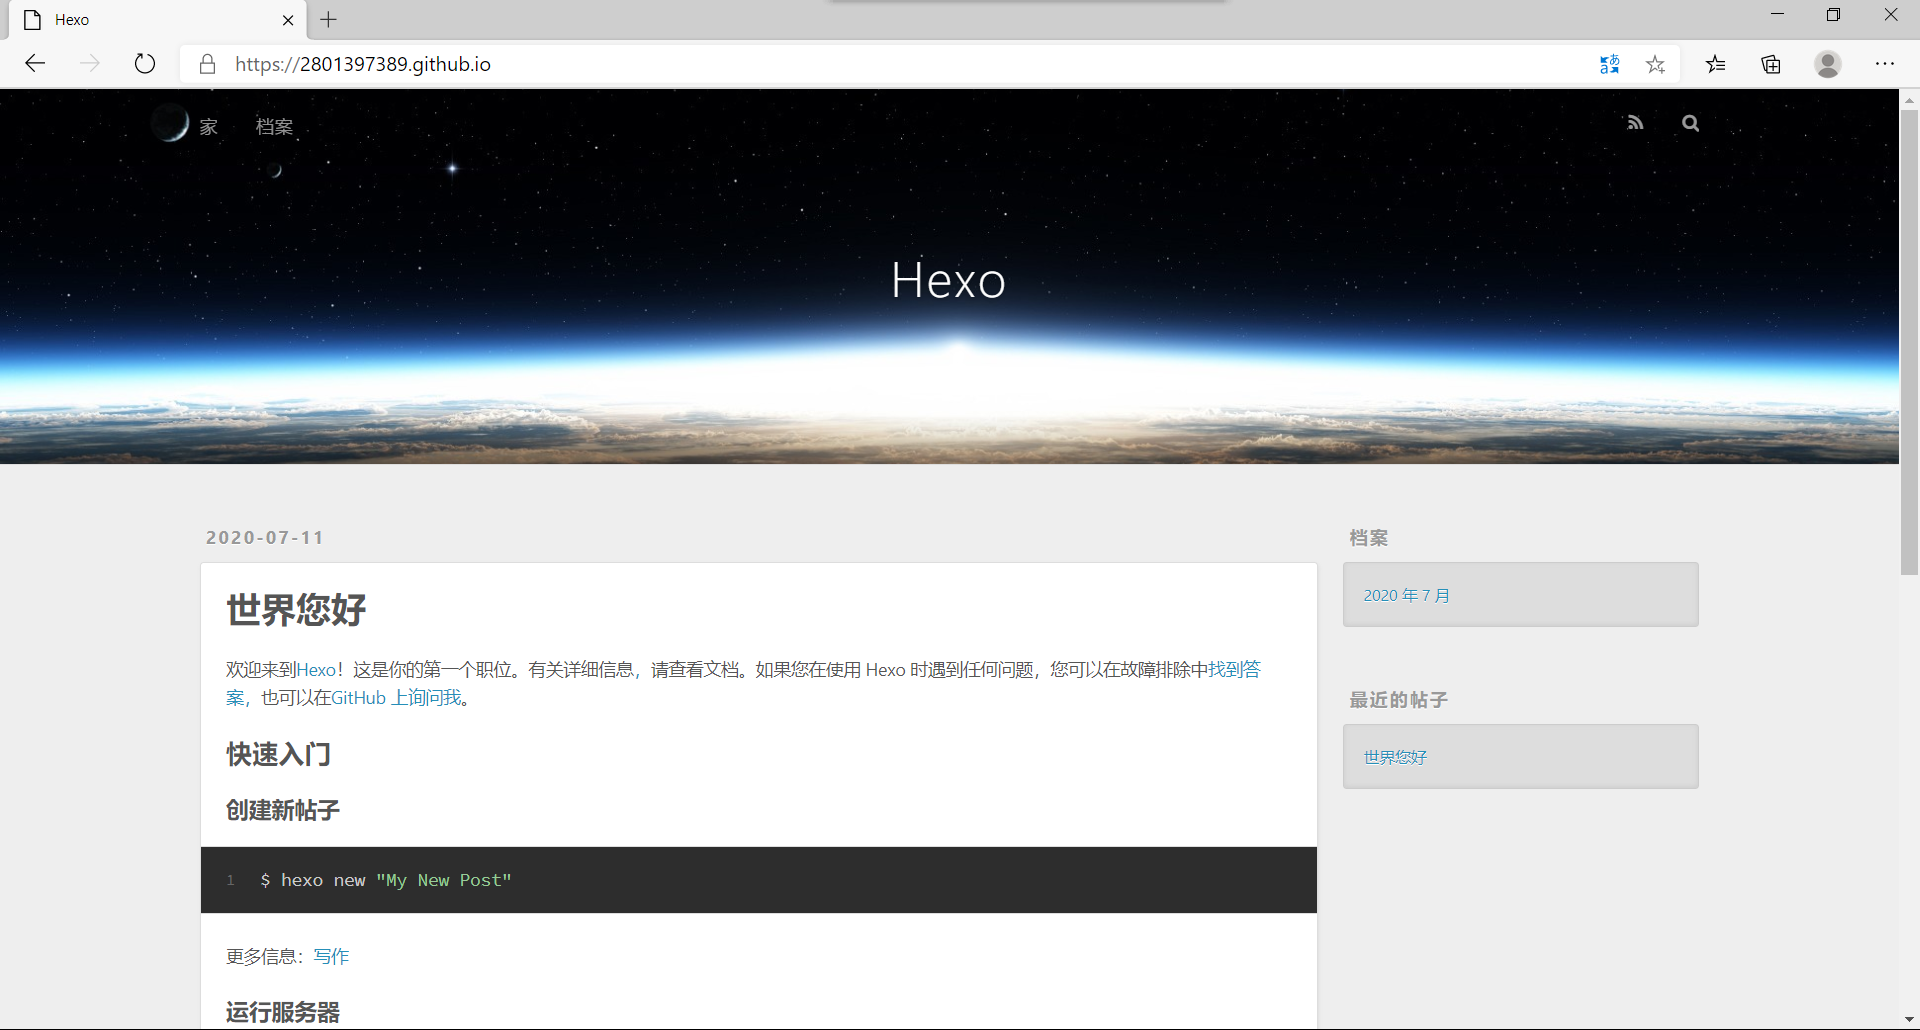 Hexo
https://2801397389.github.io
家 档案
Hexo
2020-07-11
世界您好
欢迎来到Hexo！这是你的第一个职位。有关详细信息，请查看文档。如果您在使用 Hexo 时遇到任何问题，您可以在故障排除中找到答
案，也可以在GitHub 上询问我。
快速入门
创建新帖子
1 $ hexo new "My New Post"
更多信息：写作
运行服务器
档案
2020 年 7 月
最近的帖子
世界您好